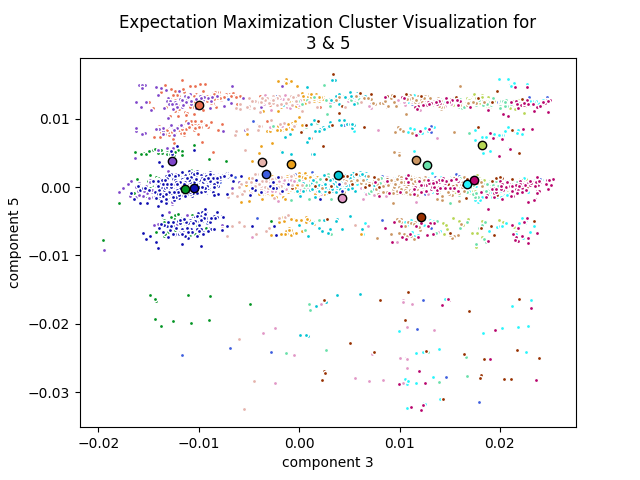 Expectation Maximization Cluster Visualization for
3 & 5
0.01
0.00
−0.01
−0.02
−0.03
component 5
−0.02
−0.01
0.00
0.01
0.02
component 3